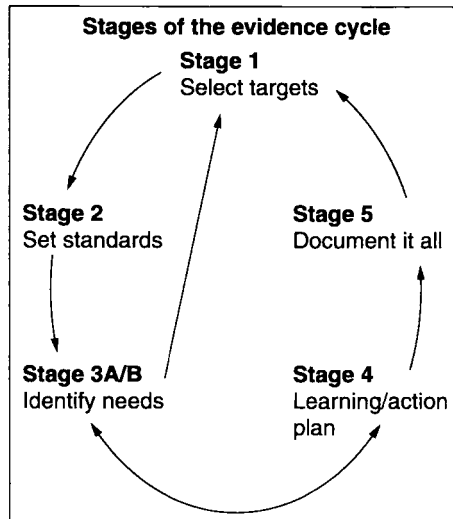 Stages of the evidence cycle
Stage 1
Select targets
Stage 2
Set standards
Stage 5
Document it all
Stage 3A/B
Identify needs
Stage 4
Learning/action
plan